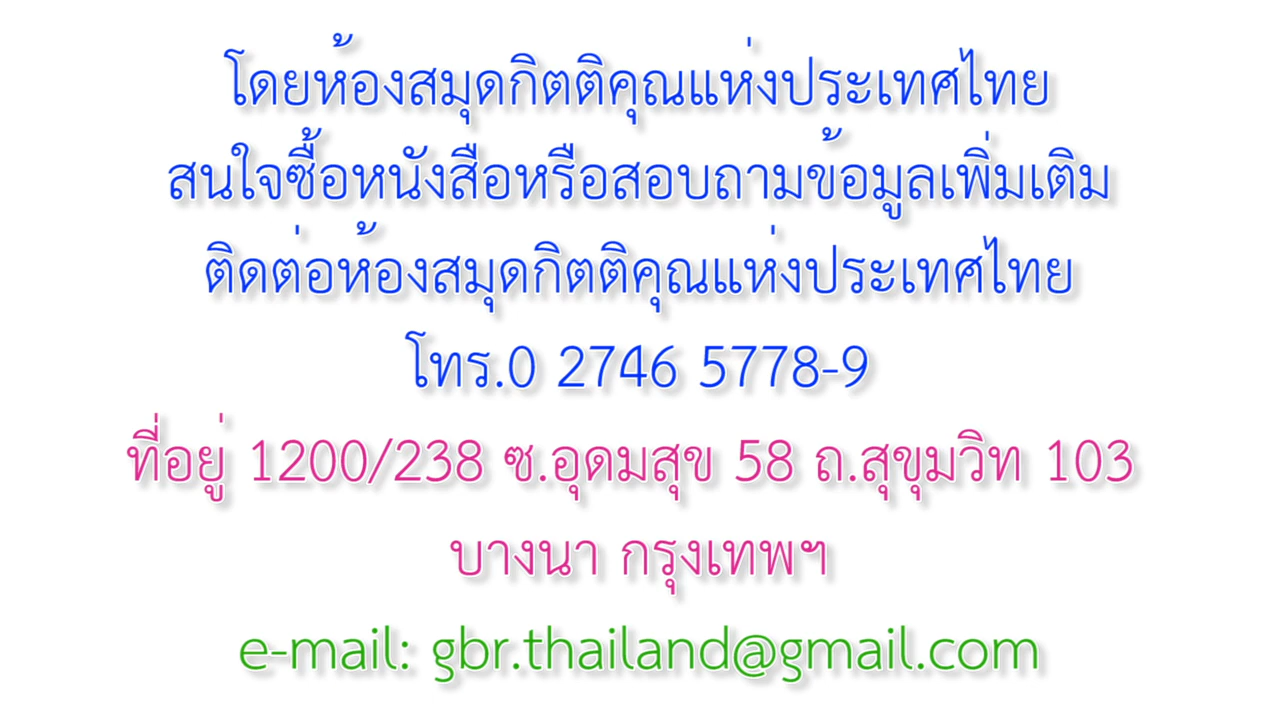 โดยห้องสมุดกิตติคุณแห่งประเทศไทย
สนใจซื้อหนังสือหรือสอบถามข้อมูลเพิ่มเติม
ติดต่อห้องสมุดกิตติคุณแห่งประเทศไทย
โทร.0 2746 5778-9
ที่อยู่ 1200/238 ซ.อุดมสุข 58 ถ.สุขุมวิท 103
บางนา กรุงเทพฯ
e-mail: gbr.thailand@gmail.com